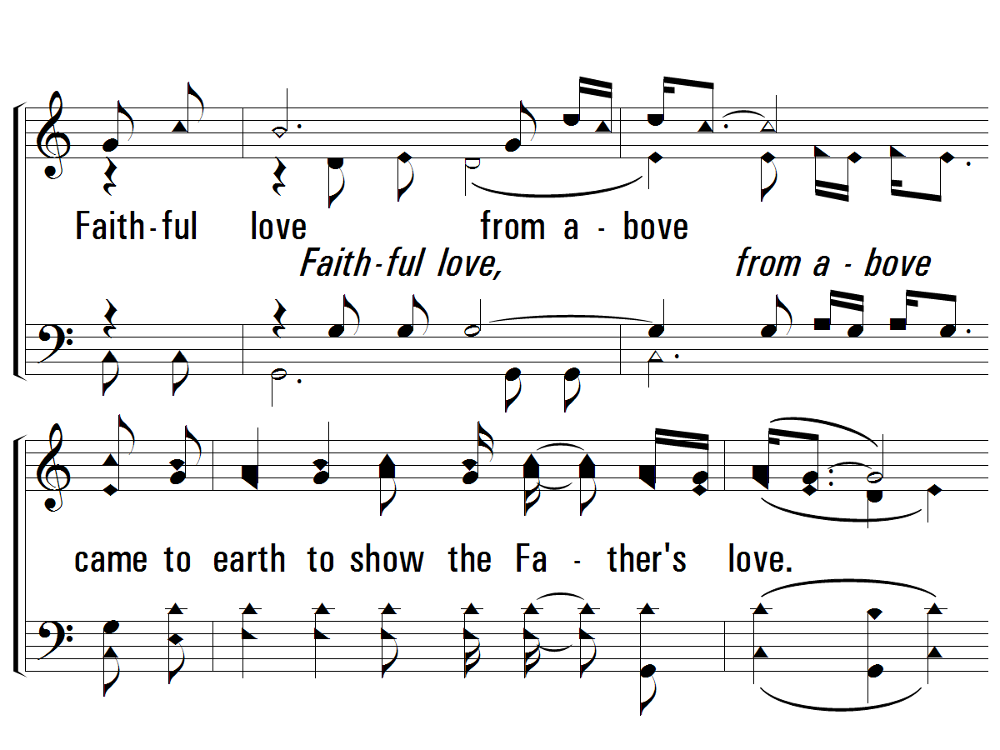 Faith-ful love from a - bove
Faith-ful love, from a - bove
came to earth to show the Fa - ther's love.